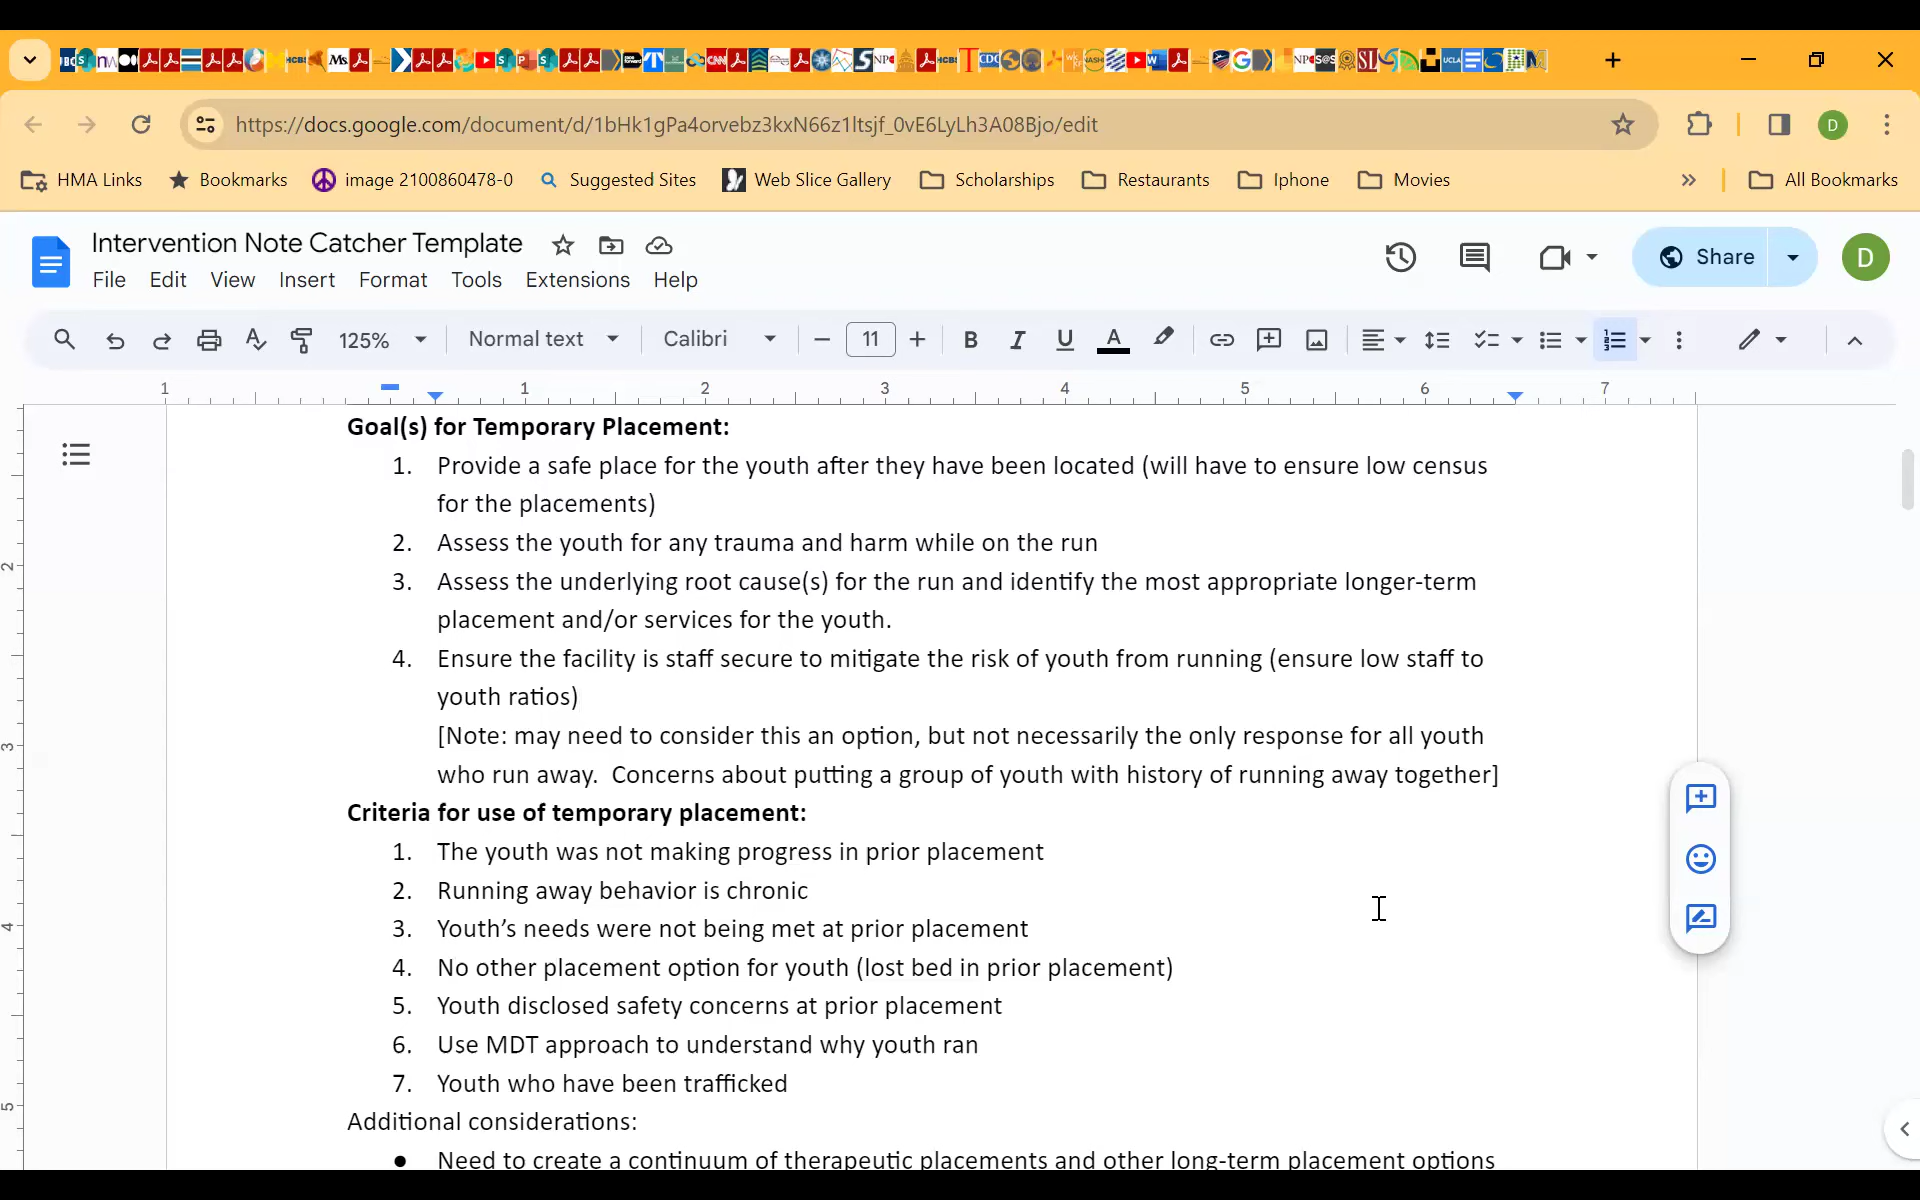 https://docs.google.com/document/d/1bHk1gPa4orvebz3kxN66z1ltsjf_0vE6LyLh3A08Bjo/edit
D
HMA Links
Bookmarks
image 2100860478-0
Suggested Sites
Web Slice Gallery
Scholarships
Restaurants
Iphone
Movies
All Bookmarks
Intervention Note Catcher Template
File Edit View Insert Format Tools Extensions Help
Share
D
125%
Normal text
Calibri
11
B I U A
1 1 2 3 4 5 6 7
Goal(s) for Temporary Placement:
1. Provide a safe place for the youth after they have been located (will have to ensure low census
for the placements)
2. Assess the youth for any trauma and harm while on the run
3. Assess the underlying root cause(s) for the run and identify the most appropriate longer-term
placement and/or services for the youth.
4. Ensure the facility is staff secure to mitigate the risk of youth from running (ensure low staff to
youth ratios)
[Note: may need to consider this an option, but not necessarily the only response for all youth
who run away.  Concerns about putting a group of youth with history of running away together]
Criteria for use of temporary placement:
1. The youth was not making progress in prior placement
2. Running away behavior is chronic
3. Youth’s needs were not being met at prior placement
4. No other placement option for youth (lost bed in prior placement)
5. Youth disclosed safety concerns at prior placement
6. Use MDT approach to understand why youth ran
7. Youth who have been trafficked
Additional considerations:
● Need to create a continuum of therapeutic placements and other long-term placement options
2
3
4
5